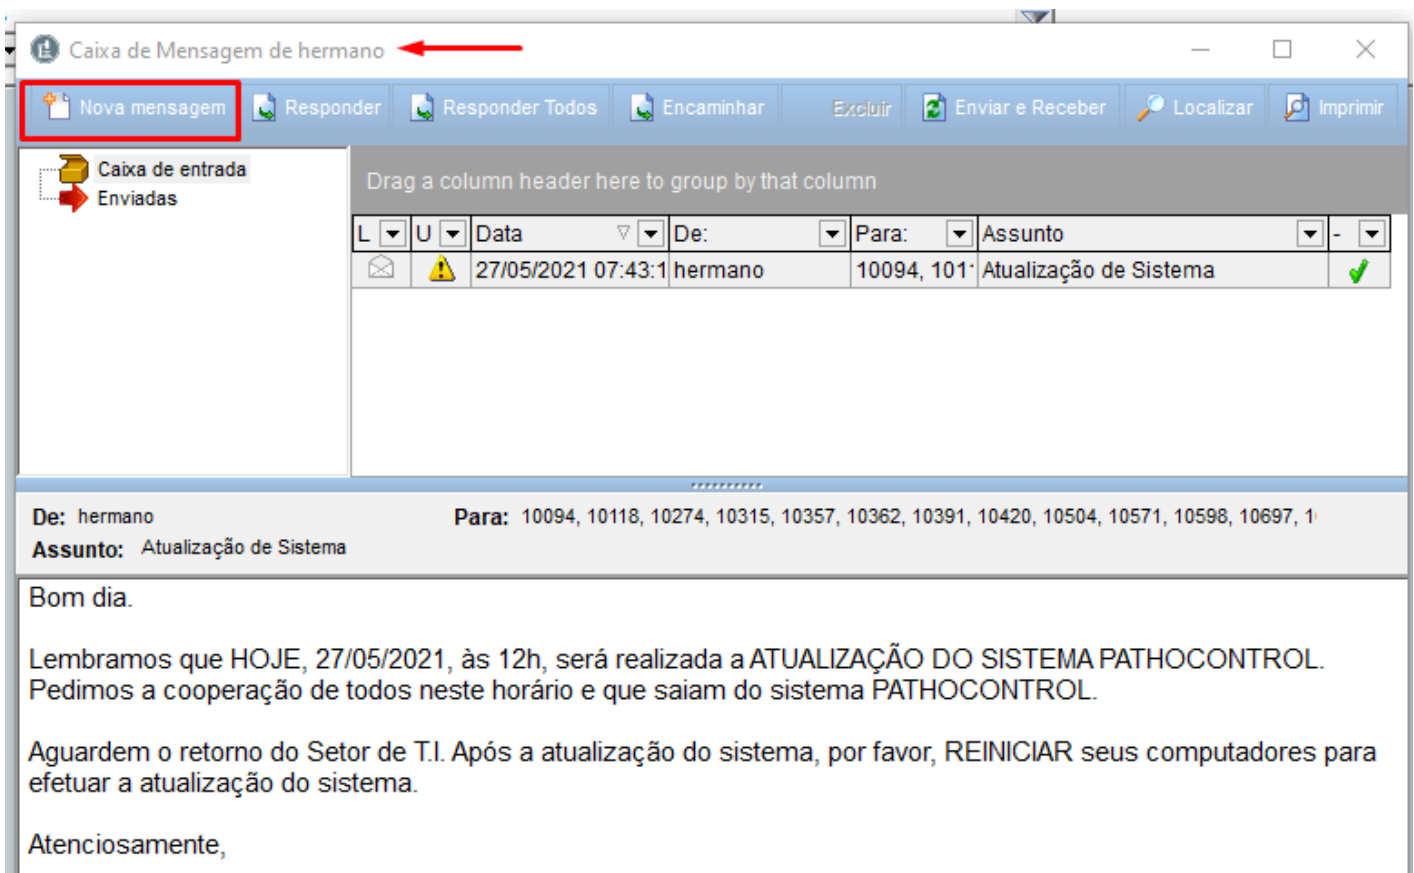 Caixa de Mensagem de hermano
Nova mensagem Responder Responder Todos Encaminhar Excluir Enviar e Receber Localizar Imprimir
Caixa de entrada
Enviadas
Drag a column header here to group by that column
L U Data De: Para: Assunto -
27/05/2021 07:43:1 hermano 10094, 101 Atualização de Sistema
De: hermano Para: 10094, 10118, 10274, 10315, 10357, 10362, 10391, 10420, 10504, 10571, 10598, 10697, 1
Assunto: Atualização de Sistema
Bom dia.
Lembramos que HOJE, 27/05/2021, às 12h, será realizada a ATUALIZAÇÃO DO SISTEMA PATHOCONTROL.
Pedimos a cooperação de todos neste horário e que saiam do sistema PATHOCONTROL.
Aguardem o retorno do Setor de T.I. Após a atualização do sistema, por favor, REINICIAR seus computadores para
efetuar a atualização do sistema.
Atenciosamente,